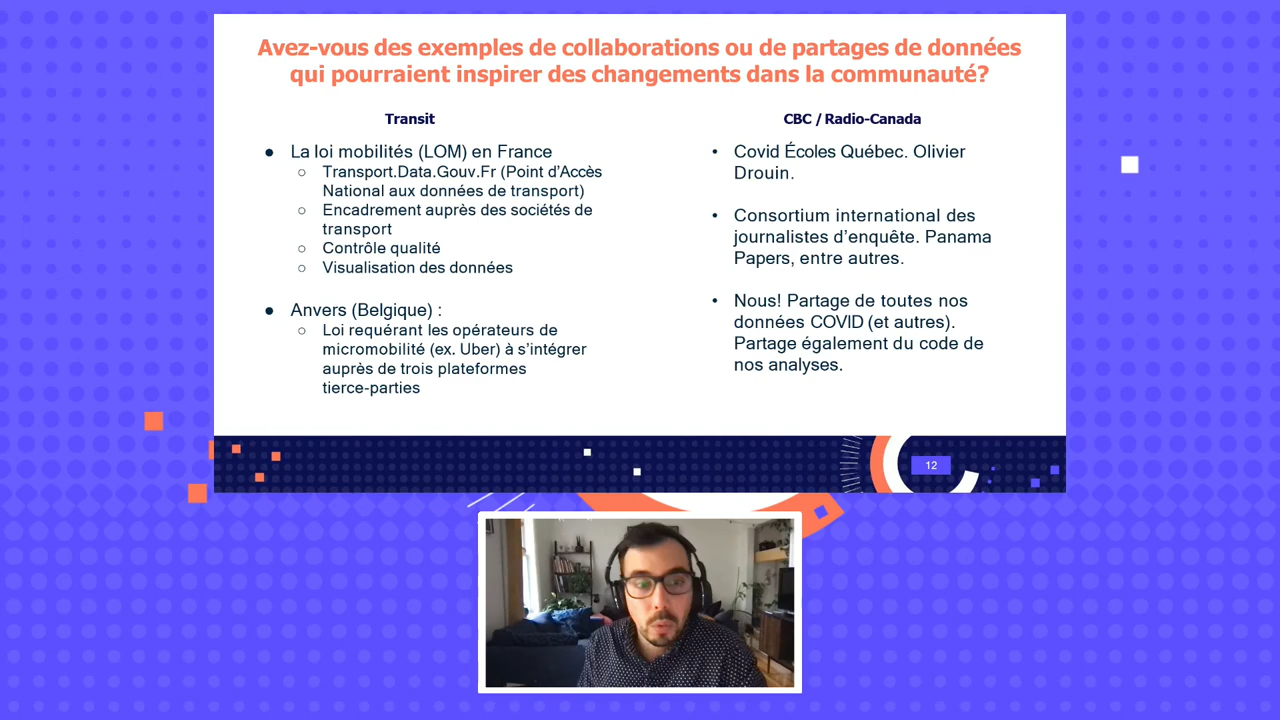 Avez-vous des exemples de collaborations ou de partages de données
qui pourraient inspirer des changements dans la communauté?
Transit
● La loi mobilités (LOM) en France
○ Transport.Data.Gouv.Fr (Point d'Accès
National aux données de transport)
○ Encadrement auprès des sociétés de
transport
○ Contrôle qualité
○ Visualisation des données
● Anvers (Belgique) :
○ Loi requérant les opérateurs de
micromobilité (ex. Uber) à s'intégrer
auprès de trois plateformes
tierce-parties
CBC / Radio-Canada
• Covid Écoles Québec. Olivier
Drouin.
• Consortium international des
journalistes d'enquête. Panama
Papers, entre autres.
• Nous! Partage de toutes nos
données COVID (et autres).
Partage également du code de
nos analyses.
12